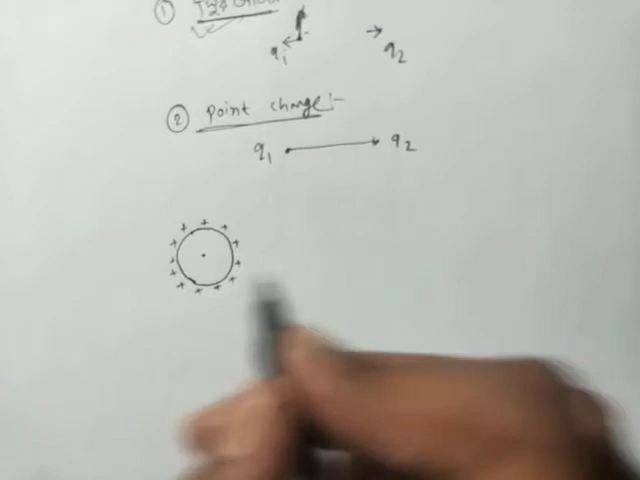 ①
q₁ q₂
② Point charge :-
q₁ q₂
+ + + + + + + + + + + +